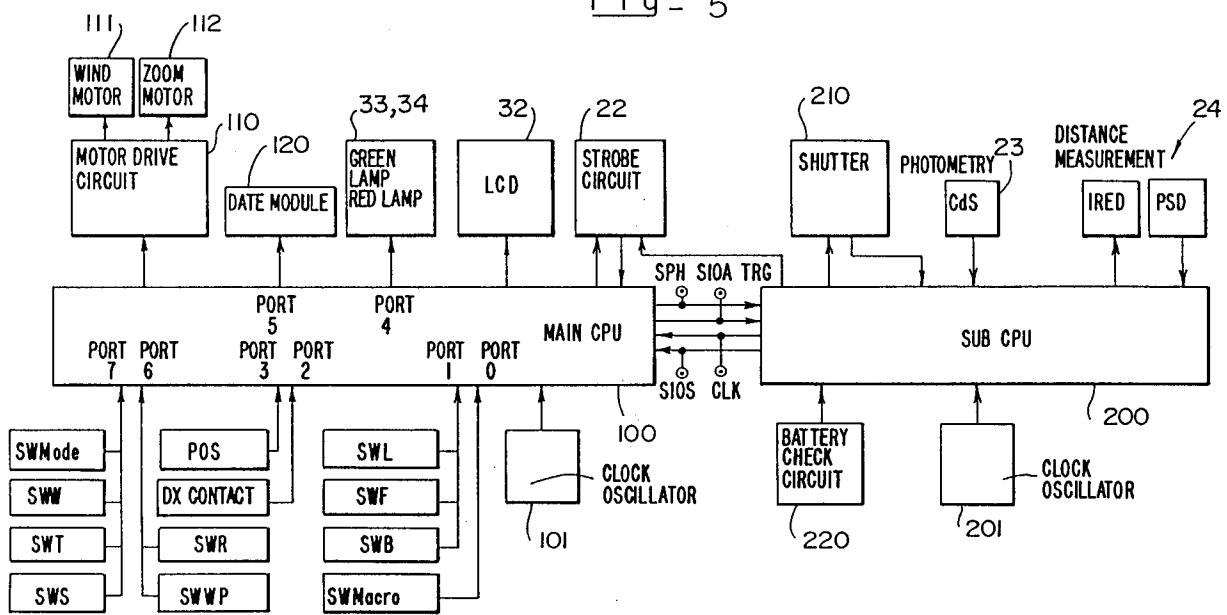 Fig - 5
111
112
WIND
MOTOR
ZOOM
MOTOR
110
MOTOR DRIVE
CIRCUIT
120
DATE MODULE
33,34
GREEN
LAMP
RED LAMP
32
LCD
22
STROBE
CIRCUIT
210
SHUTTER
PHOTOMETRY
23
CdS
DISTANCE
MEASUREMENT
24
IRED
PSD
SPH SIOA TRG
PORT
5
PORT
4
MAIN CPU
SUB CPU
PORT
7
PORT
6
PORT
3
PORT
2
PORT
1
PORT
0
SIOS
CLK
100
200
SWMode
SWW
SWT
SWS
POS
DX CONTACT
SWR
SWWP
SWL
SWF
SWB
SWMacro
CLOCK
OSCILLATOR
101
BATTERY
CHECK
CIRCUIT
220
CLOCK
OSCILLATOR
201